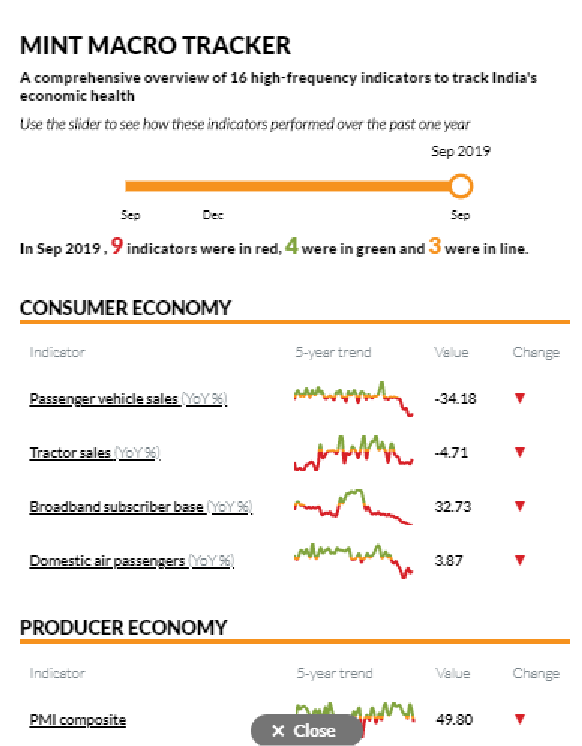 MINT MACRO TRACKER
A comprehensive overview of 16 high-frequency indicators to track India's
economic health
Use the slider to see how these indicators performed over the past one year
Sep 2019
Sep Dec Sep
In Sep 2019 , 9 indicators were in red, 4 were in green and 3 were in line.
CONSUMER ECONOMY
Indicator 5-year trend Value Change
Passenger vehicle sales (YoY %) -34.18 ▼
Tractor sales (YoY %) -4.71 ▼
Broadband subscriber base (YoY %) 32.73 ▼
Domestic air passengers (YoY %) 3.87 ▼
PRODUCER ECONOMY
Indicator 5-year trend Value Change
PMI composite 49.80 ▼
× Close